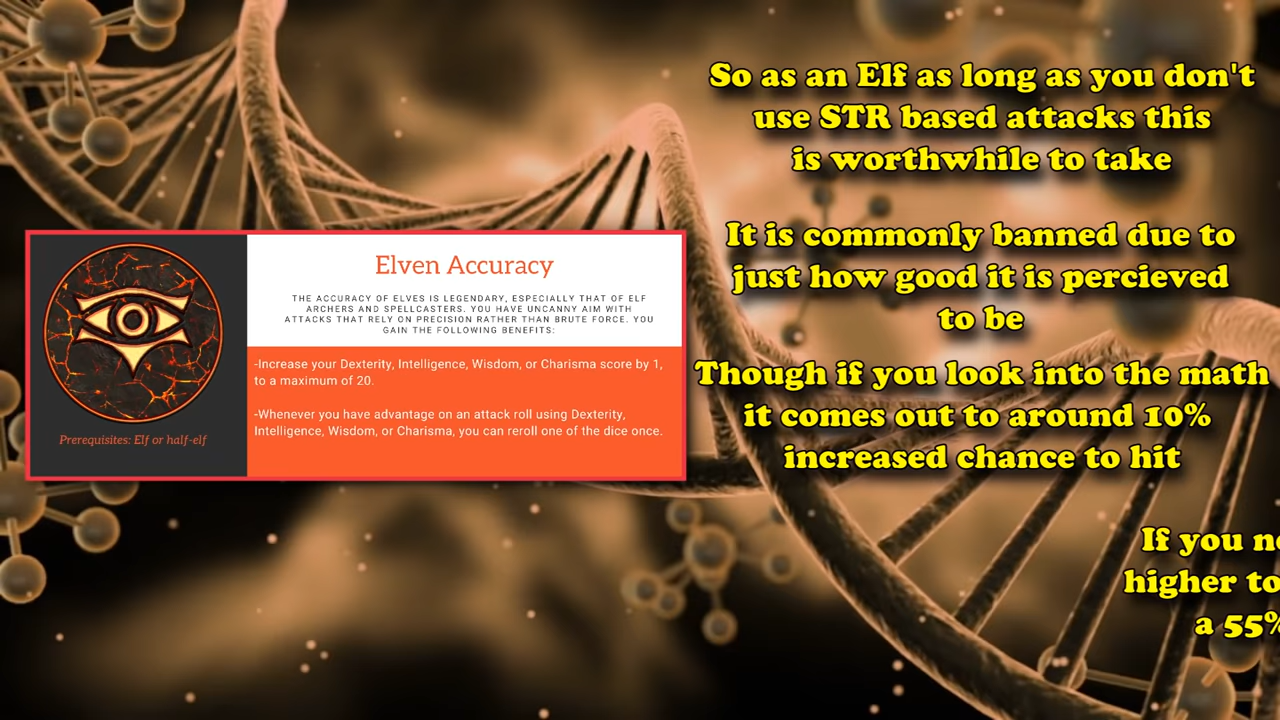 Elven Accuracy
THE ACCURACY OF ELVES IS LEGENDARY, ESPECIALLY THAT OF ELF
ARCHERS AND SPELLCASTERS. YOU HAVE UNCANNY AIM WITH
ATTACKS THAT RELY ON PRECISION RATHER THAN BRUTE FORCE. YOU
GAIN THE FOLLOWING BENEFITS:
-Increase your Dexterity, Intelligence, Wisdom, or Charisma score by 1,
to a maximum of 20.
-Whenever you have advantage on an attack roll using Dexterity,
Intelligence, Wisdom, or Charisma, you can reroll one of the dice once.
Prerequisites: Elf or half-elf
So as an Elf as long as you don't
use STR based attacks this
is worthwhile to take
It is commonly banned due to
just how good it is percieved
to be
Though if you look into the math
it comes out to around 10%
increased chance to hit
If you
higher to
a 55%